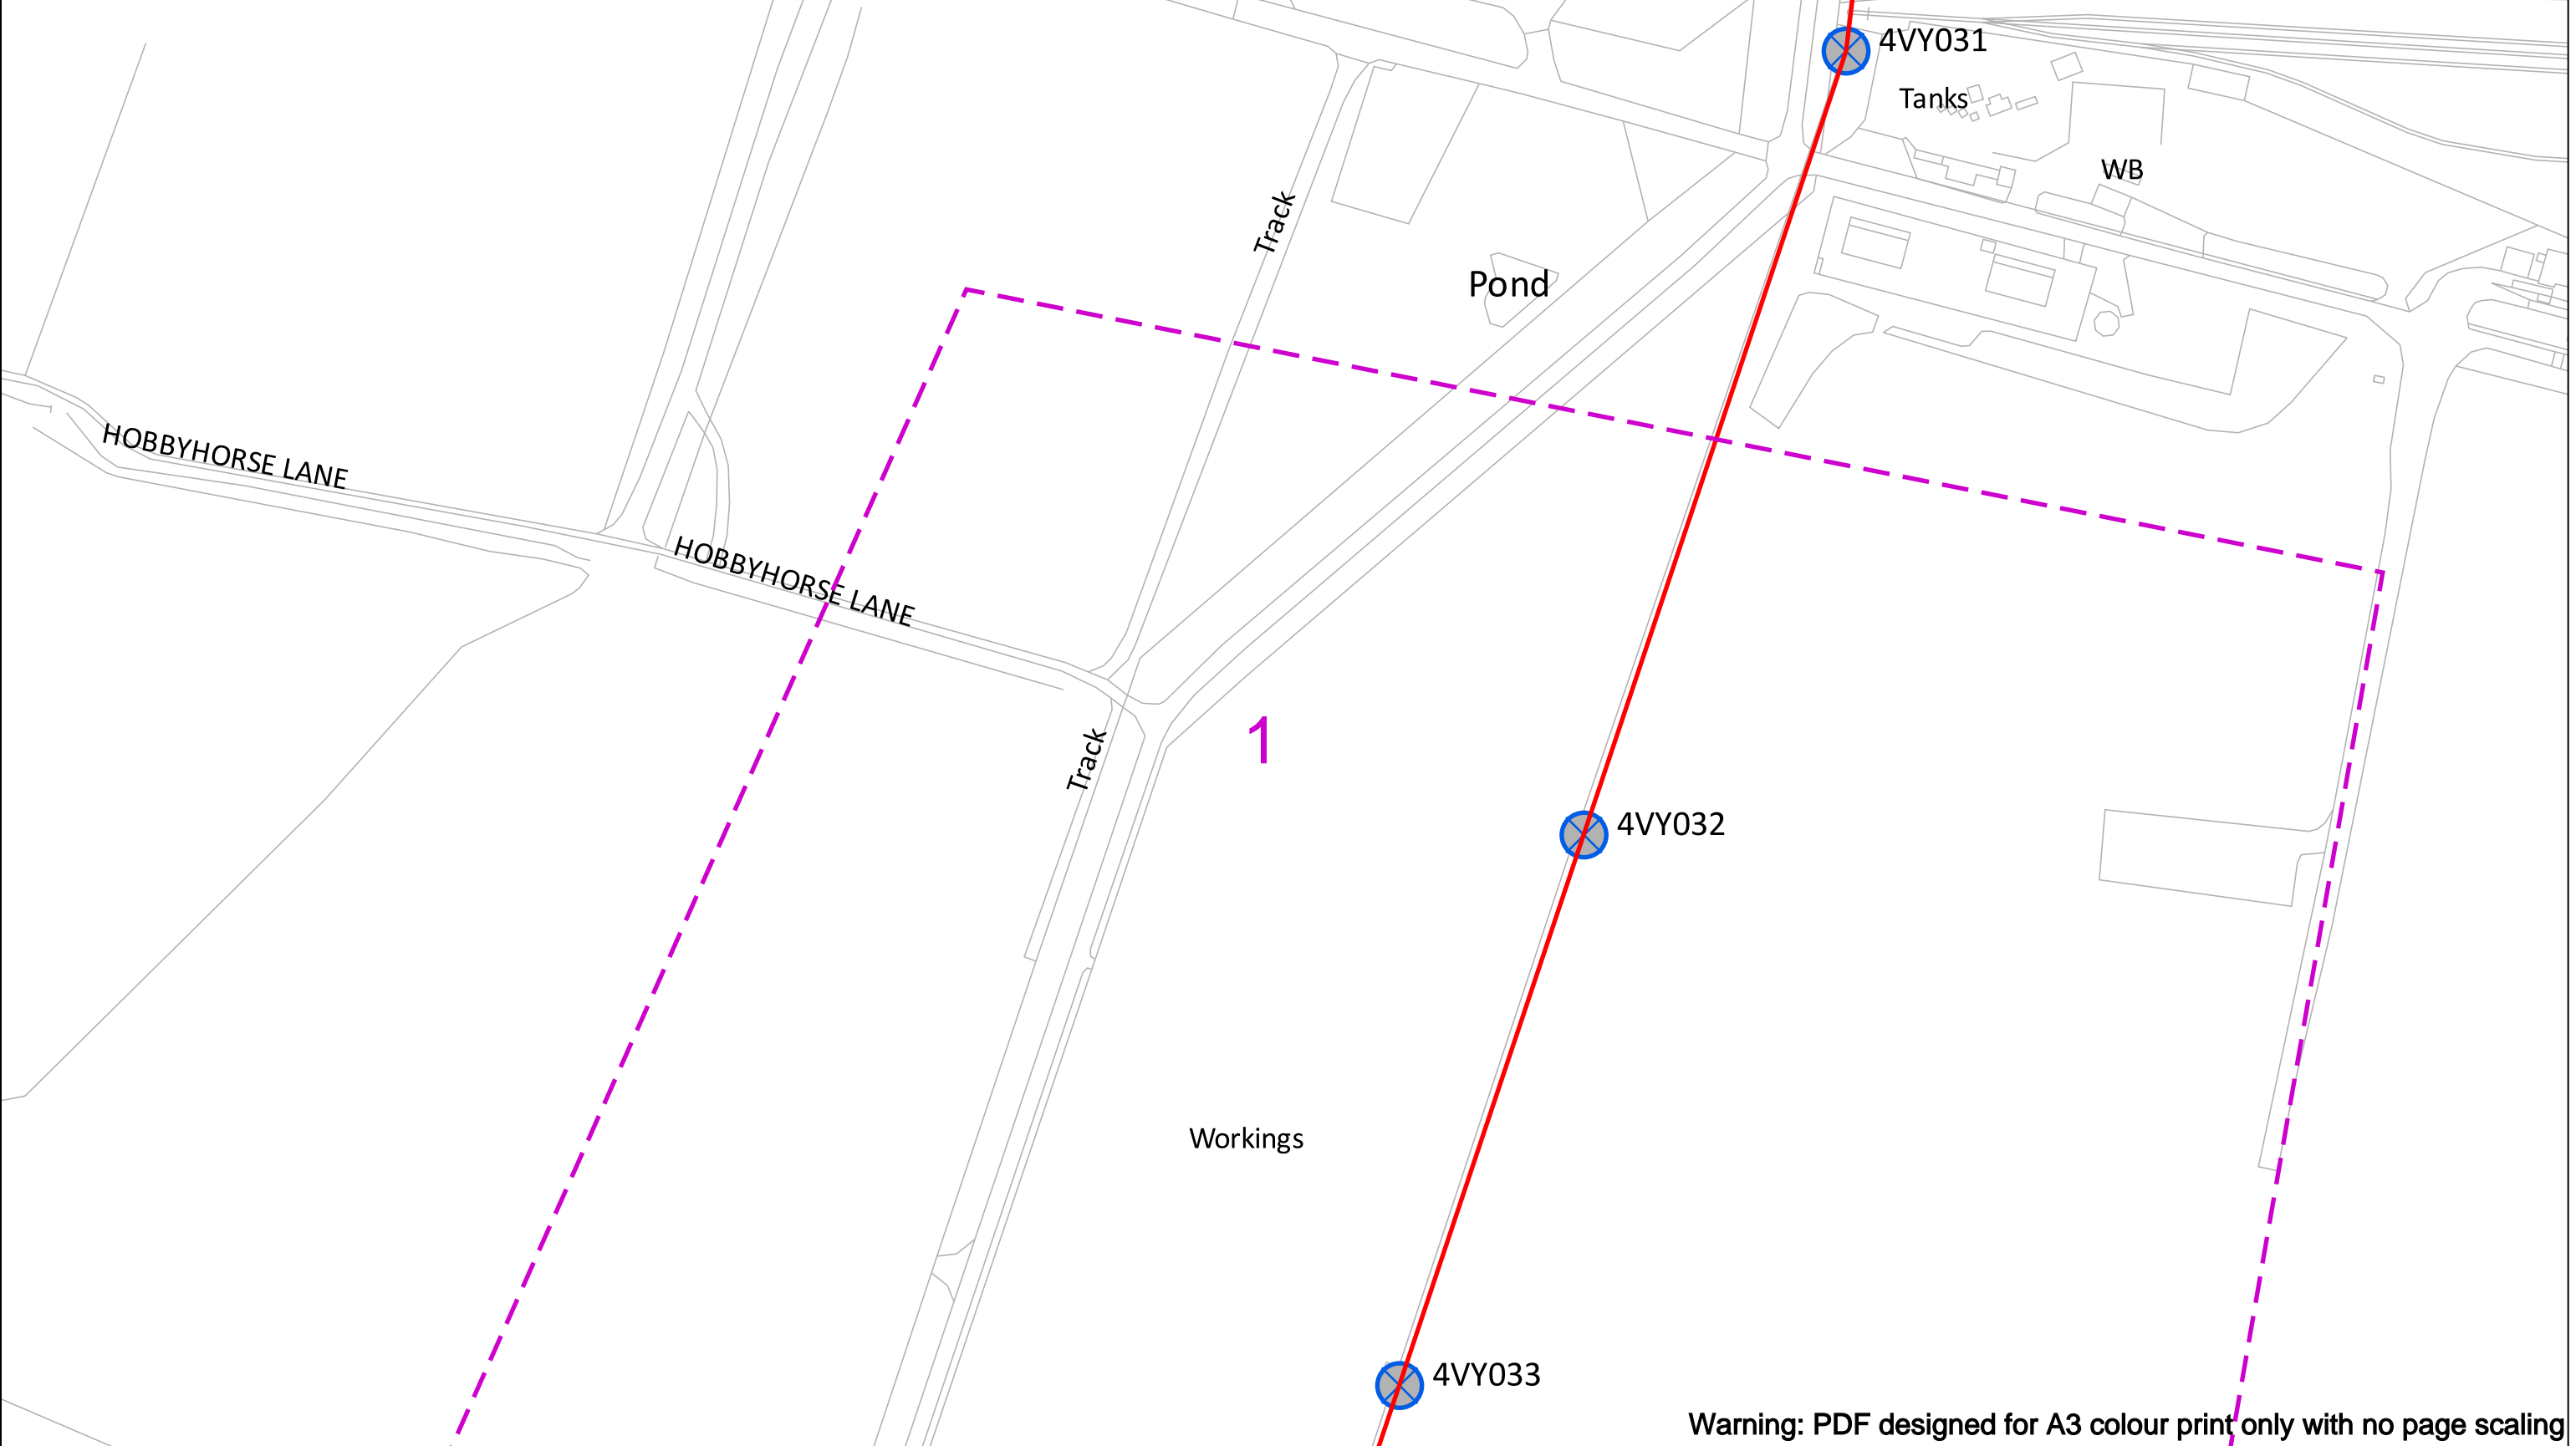 4VY031
Tanks
WB
Track
Pond
HOBBYHORSE LANE
HOBBYHORSE LANE
1
Track
4VY032
Workings
4VY033
Warning: PDF designed for A3 colour print only with no page scaling